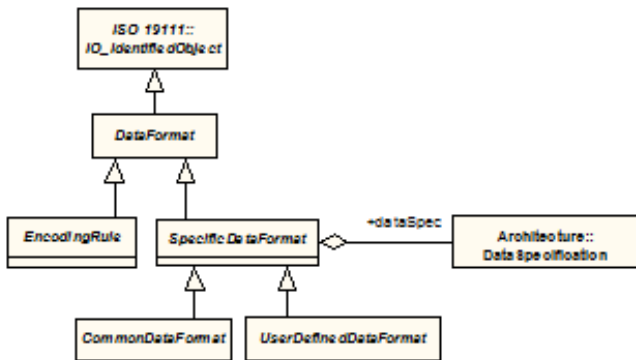 ISO 19111::
IO_IdentifiedObject
DataFormat
EncodingRule
SpecificDataFormat
+dataSpec
Architecture::
DataSpecification
CommonDataFormat
UserDefinedDataFormat